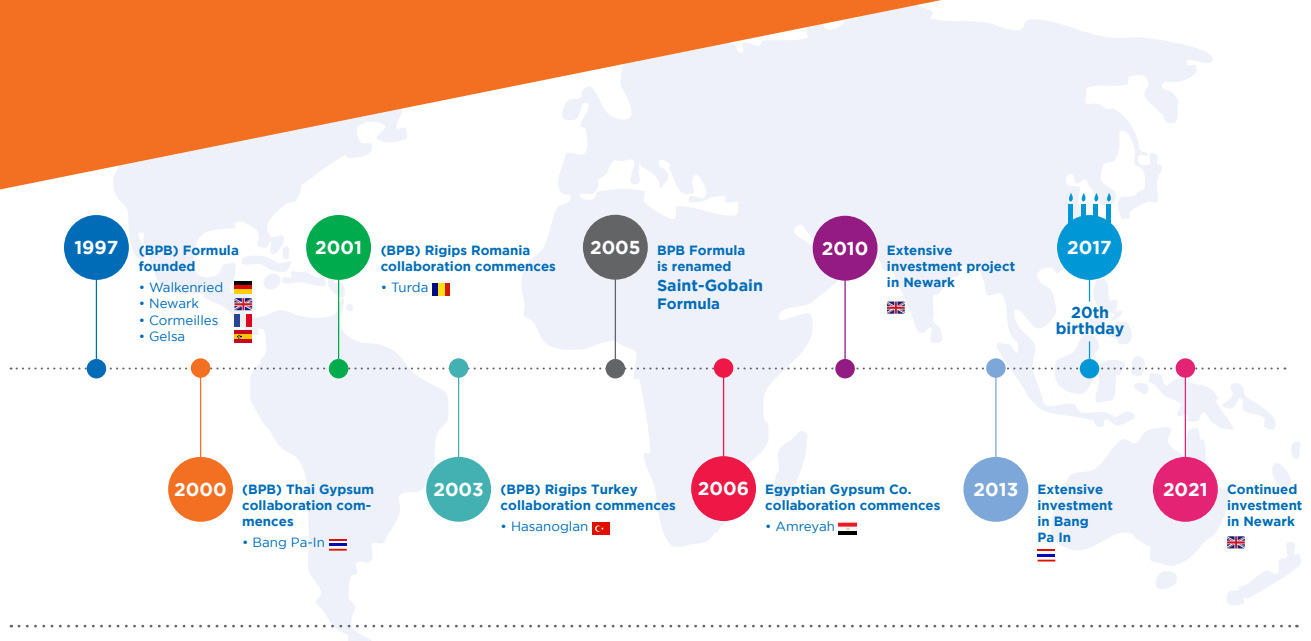 1997
(BPB) Formula
founded
• Walkenried
• Newark
• Cormeilles
• Gelsa
2001
(BPB) Rigips Romania
collaboration commences
• Turda
2005
BPB Formula
is renamed
Saint-Gobain
Formula
2010
Extensive
investment project
in Newark
2017
20th
birthday
2000
(BPB) Thai Gypsum
collaboration com-
mences
• Bang Pa-In
2003
(BPB) Rigips Turkey
collaboration commences
• Hasanoglan
2006
Egyptian Gypsum Co.
collaboration commences
• Amreyah
2013
Extensive
investment
in Bang
Pa In
2021
Continued
investment
in Newark